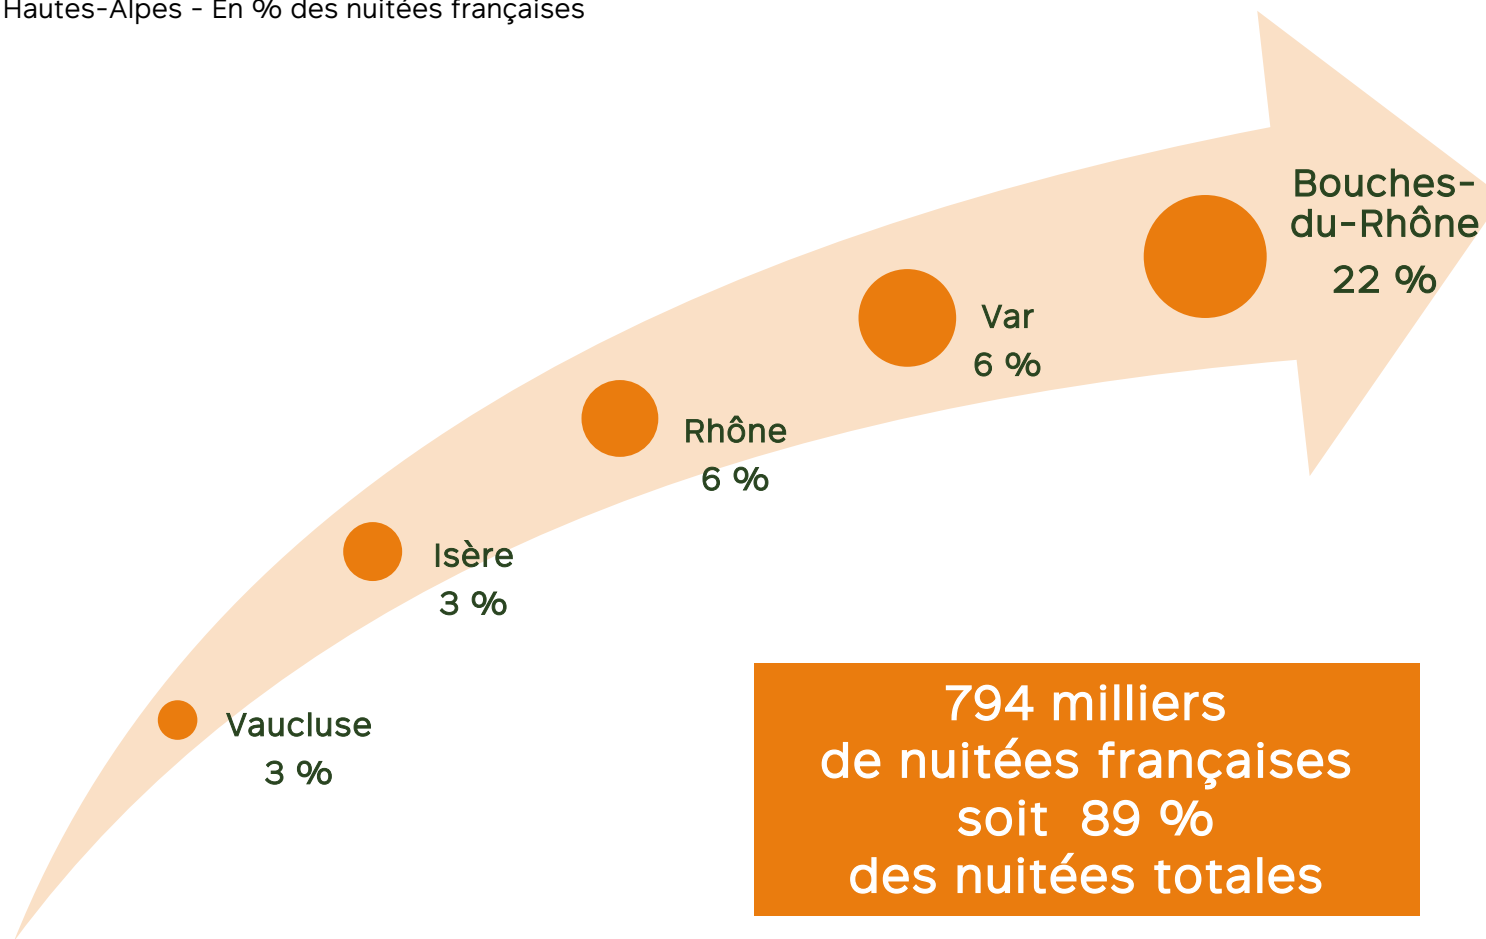 Hautes-Alpes - En % des nuitées françaises
Bouches-
du-Rhône
22 %
Var
6 %
Rhône
6 %
Isère
3 %
Vaucluse
3 %
794 milliers
de nuitées françaises
soit  89 %
des nuitées totales